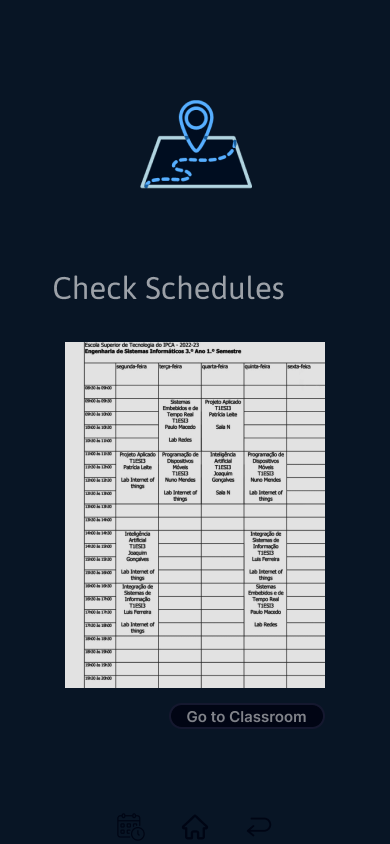 Check Schedules
Escola Superior de Tecnologia do IPCA - 2022-23
Engenharia de Sistemas Informáticos 3.º Ano 1.º Semestre
segunda-feira terça-feira quarta-feira quinta-feira sexta-feira
Sistemas
Embebidos e de
Tempo Real
T1ESI3
Paulo Macedo
Lab Redes
Projeto Aplicado
T1ESI3
Patrícia Leite
Sala N
Projeto Aplicado
T1ESI3
Patrícia Leite
Lab Internet of
things
Programação de
Dispositivos
Móveis
T1ESI3
Nuno Mendes
Lab Internet of
things
Inteligência
Artificial
T1ESI3
Joaquim
Gonçalves
Sala N
Programação de
Dispositivos
Móveis
T1ESI3
Nuno Mendes
Lab Internet of
things
Inteligência
Artificial
T1ESI3
Joaquim
Gonçalves
Lab Internet of
things
Integração de
Sistemas de
Informação
T1ESI3
Luis Ferreira
Lab Internet of
things
Integração de
Sistemas de
Informação
T1ESI3
Luis Ferreira
Lab Internet of
things
Sistemas
Embebidos e de
Tempo Real
T1ESI3
Paulo Macedo
Lab Redes
Go to Classroom